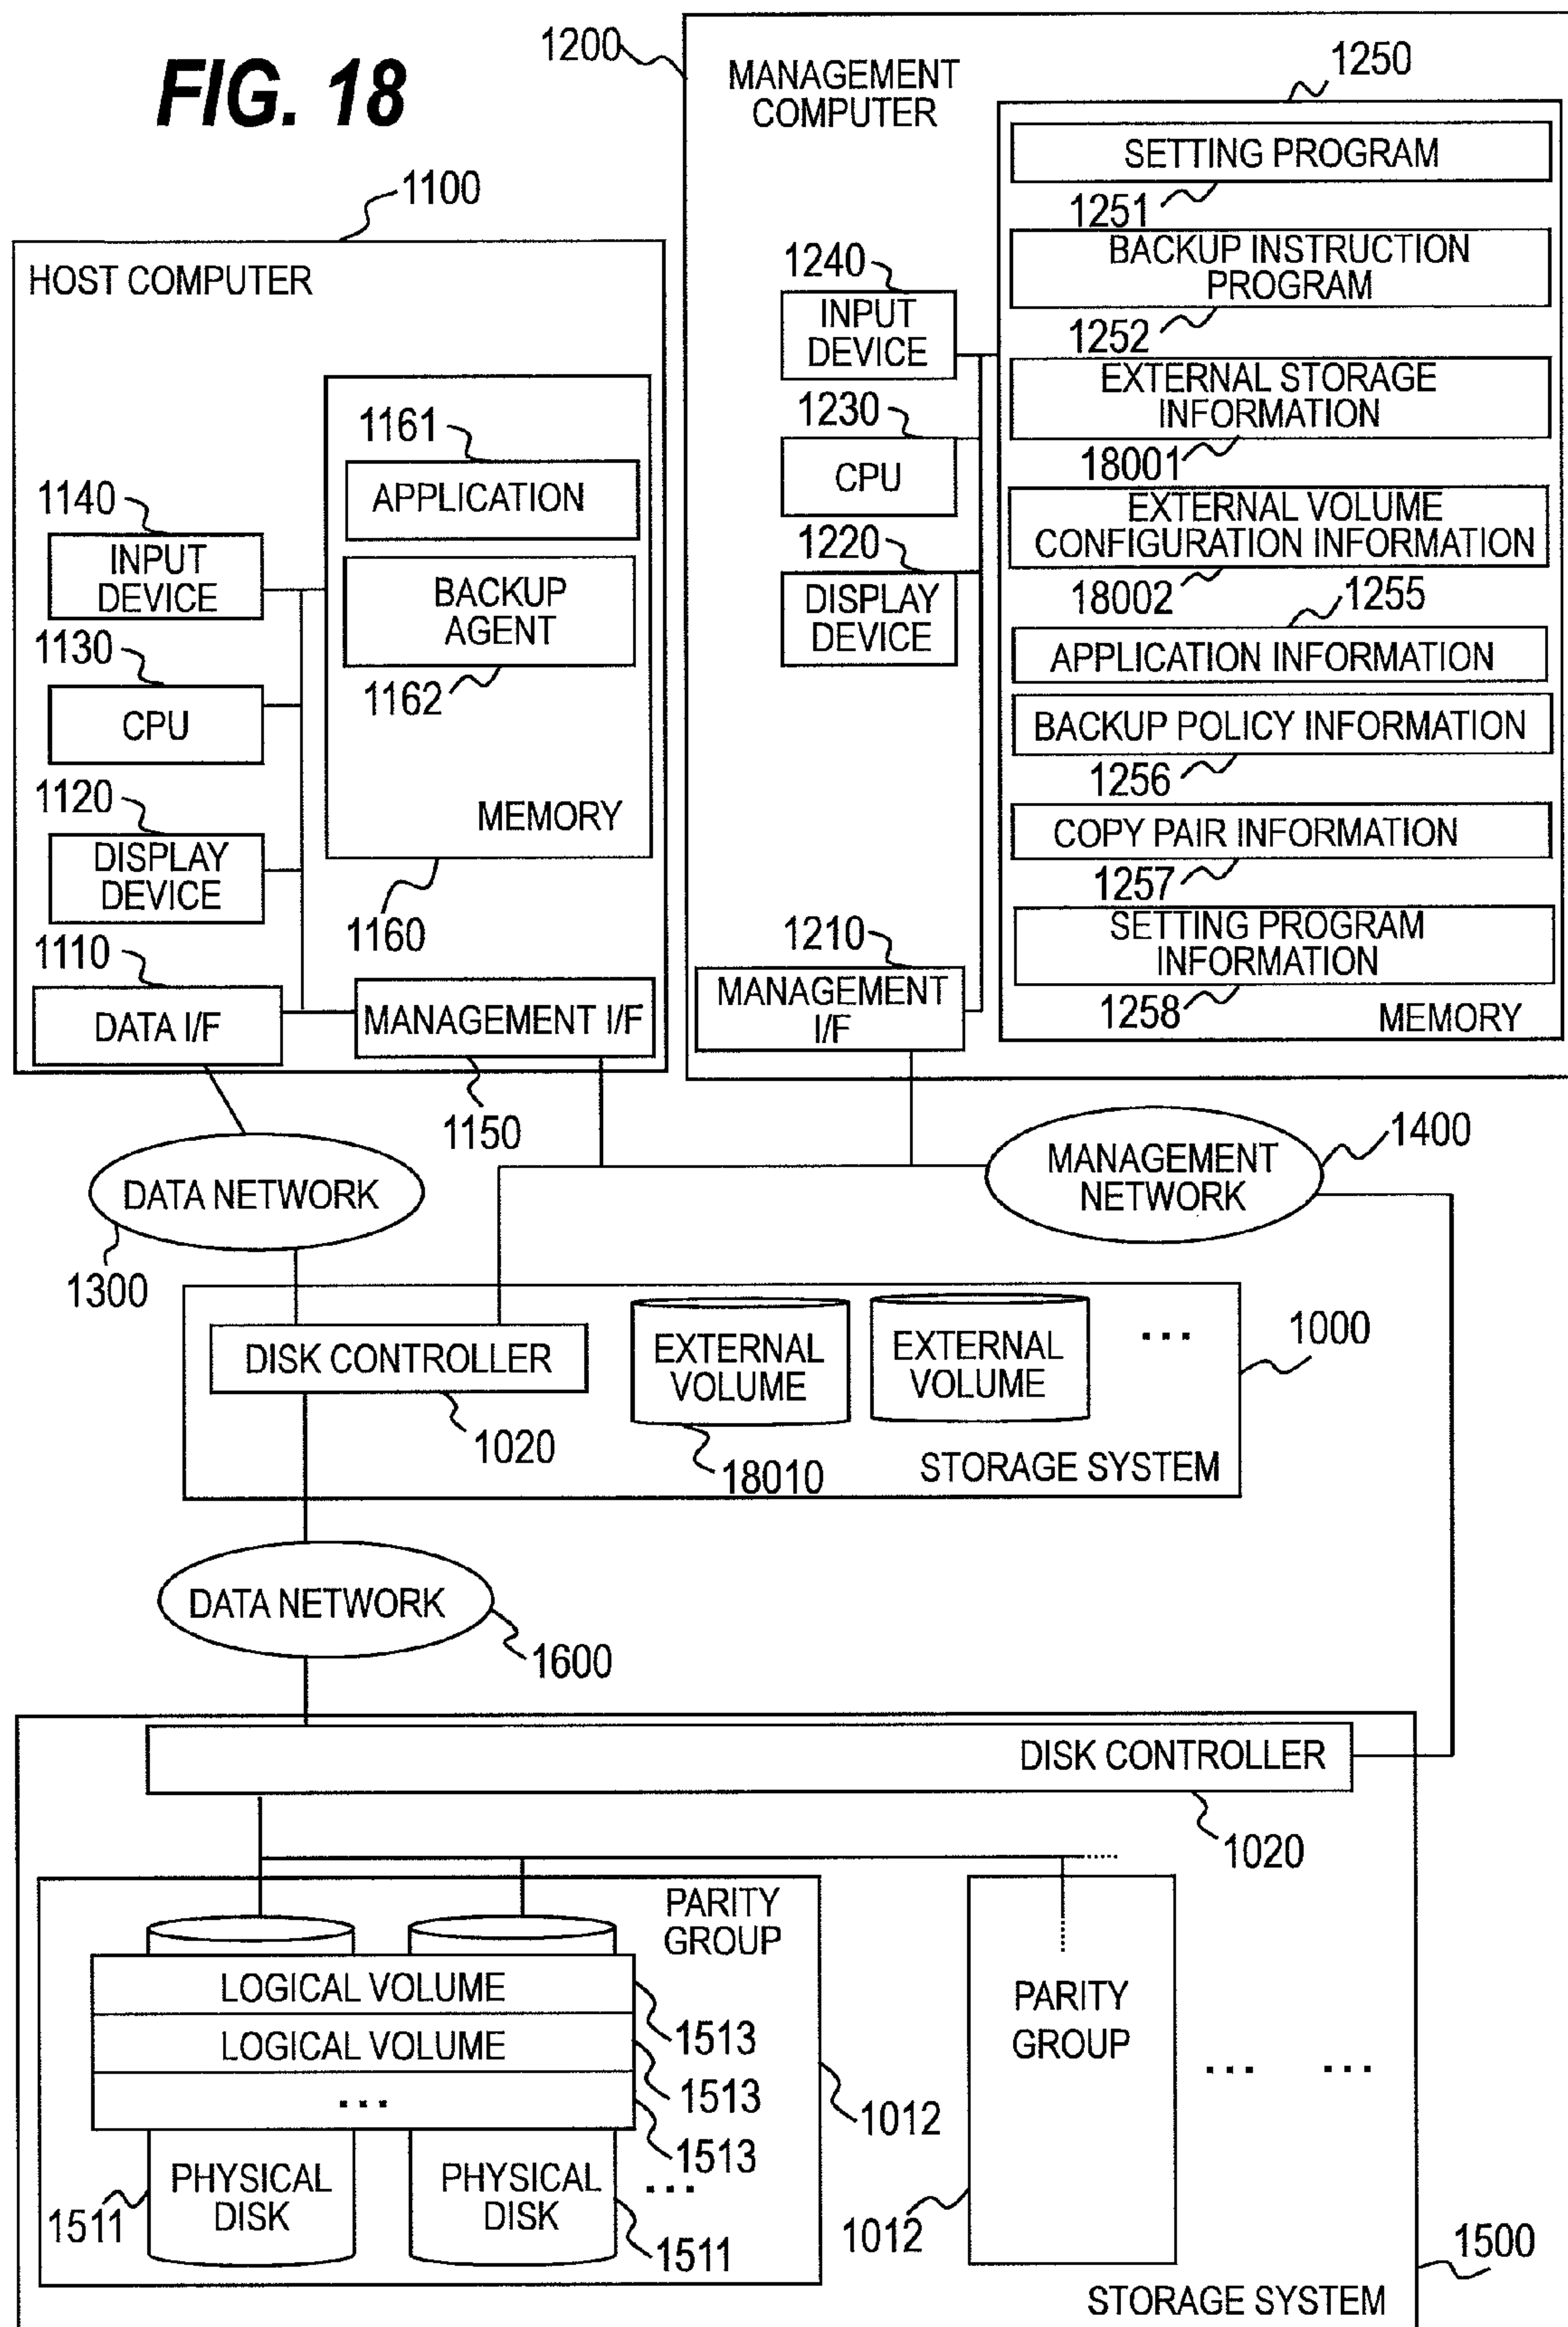 FIG. 18
1200
MANAGEMENT
COMPUTER
1250
SETTING PROGRAM
1251
BACKUP INSTRUCTION
PROGRAM
1252
EXTERNAL STORAGE
INFORMATION
18001
EXTERNAL VOLUME
CONFIGURATION INFORMATION
18002
1255
APPLICATION INFORMATION
BACKUP POLICY INFORMATION
1256
COPY PAIR INFORMATION
1257
SETTING PROGRAM
INFORMATION
1258
MEMORY
1240
INPUT
DEVICE
1230
CPU
1220
DISPLAY
DEVICE
1210
MANAGEMENT
I/F
1100
HOST COMPUTER
1161
APPLICATION
BACKUP
AGENT
1162
MEMORY
1160
1140
INPUT
DEVICE
1130
CPU
1120
DISPLAY
DEVICE
1110
DATA I/F
MANAGEMENT I/F
1150
DATA NETWORK
1300
MANAGEMENT
NETWORK
1400
DISK CONTROLLER
1020
EXTERNAL
VOLUME
18010
EXTERNAL
VOLUME
...
1000
STORAGE SYSTEM
DATA NETWORK
1600
DISK CONTROLLER
1020
PARITY
GROUP
LOGICAL VOLUME
1513
LOGICAL VOLUME
1513
...
1513
PHYSICAL
DISK
1511
PHYSICAL
DISK
1511
...
1012
PARITY
GROUP
1012
... ...
1500
STORAGE SYSTEM